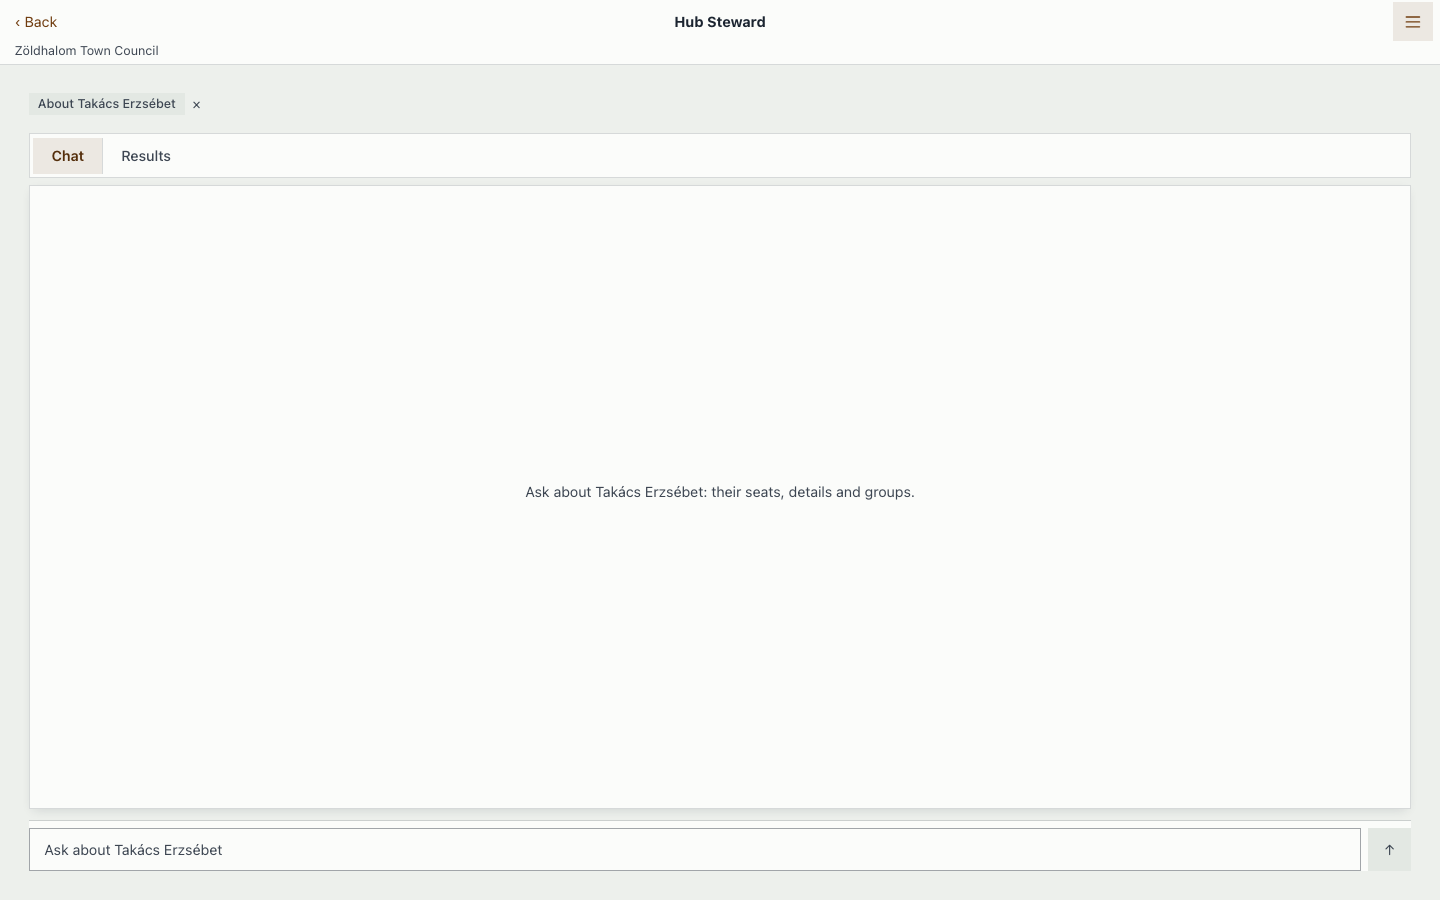 ‹ Back
Hub Steward
Zöldhalom Town Council
About Takács Erzsébet ×
Chat
Results
Ask about Takács Erzsébet: their seats, details and groups.
Ask about Takács Erzsébet
↑